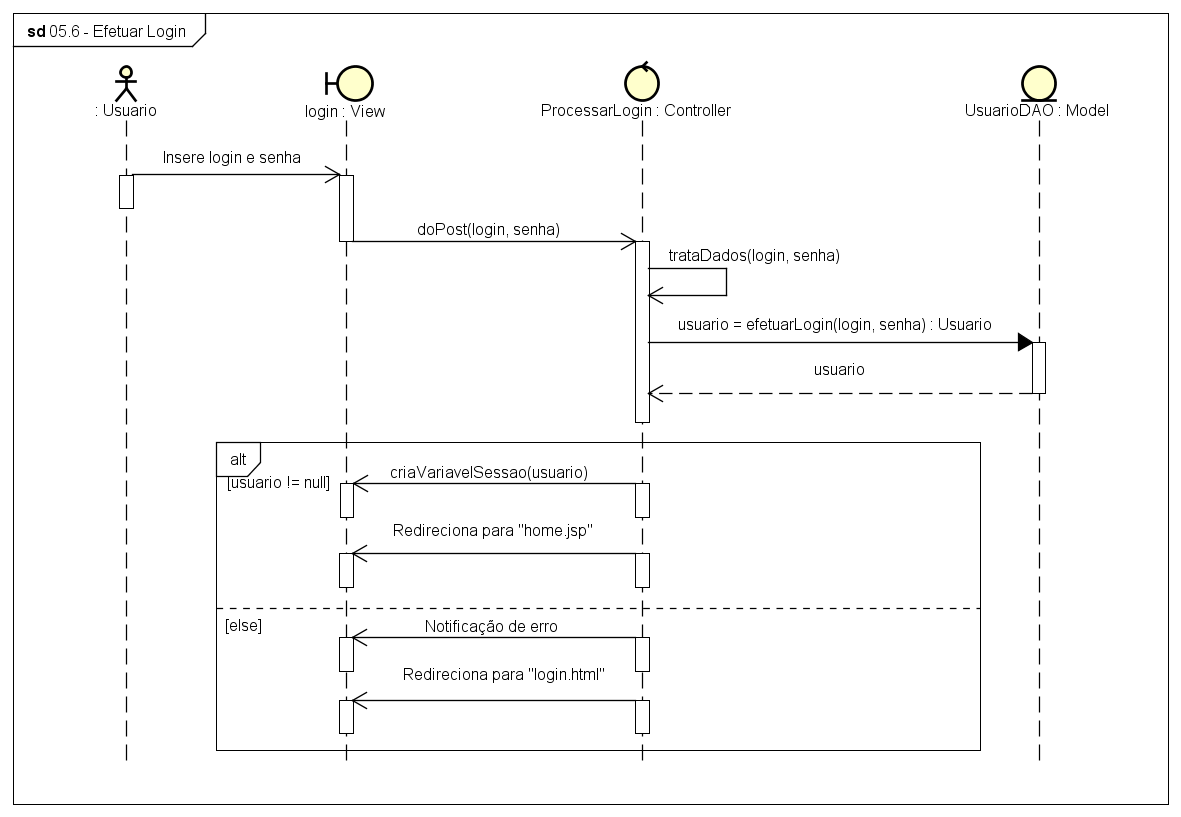 sd 05.6 - Efetuar Login
: Usuario
login : View
ProcessarLogin : Controller
UsuarioDAO : Model
Insere login e senha
doPost(login, senha)
trataDados(login, senha)
usuario = efetuarLogin(login, senha) : Usuario
usuario
alt
[usuario != null]
criaVariavelSessao(usuario)
Redireciona para "home.jsp"
[else]
Notificação de erro
Redireciona para "login.html"